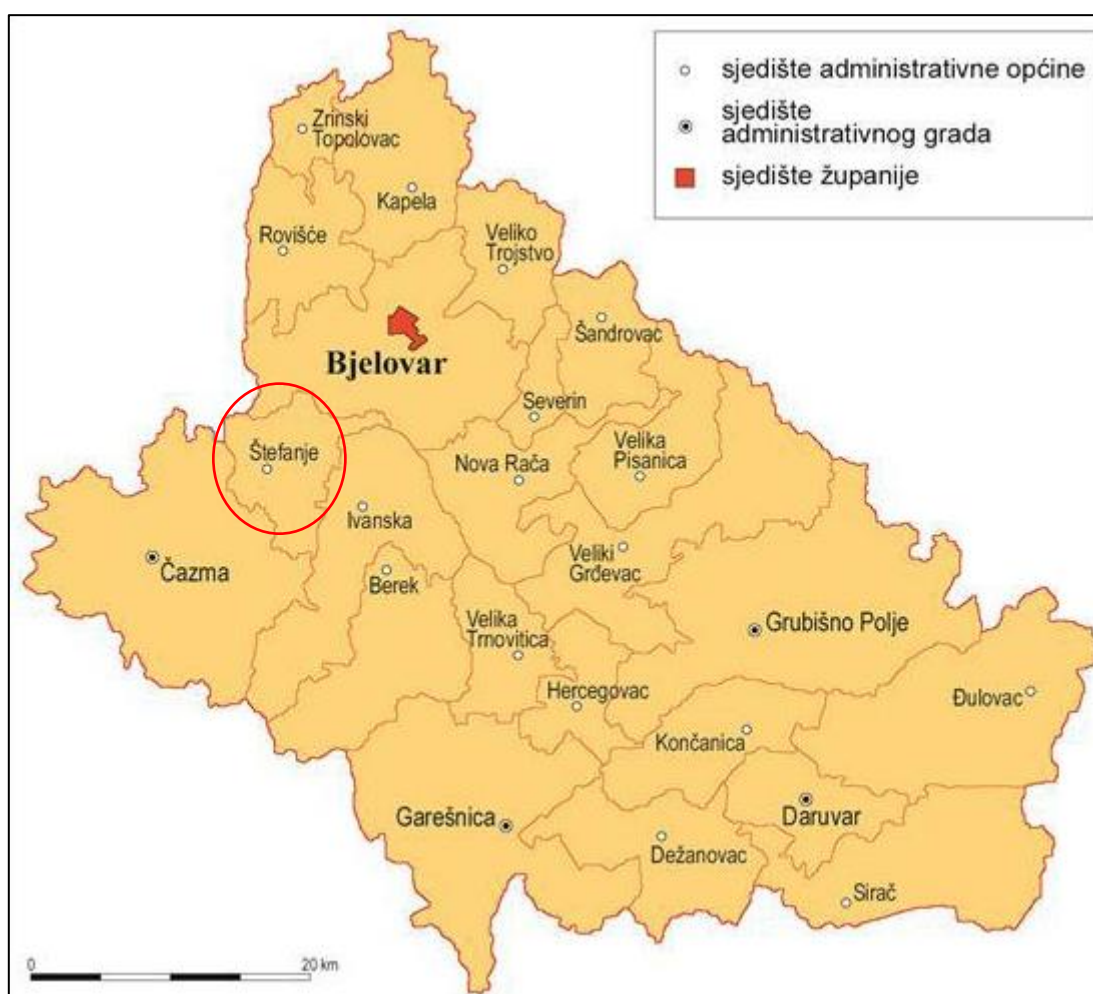 sjedište administrativne općine
sjedište
administrativnog grada
sjedište županije
Zrinski
Topolovac
Kapela
Rovišće
Veliko
Trojstvo
Šandrovac
Bjelovar
Severin
Štefanje
Nova Rača
Velika
Pisanica
Ivanska
Čazma
Berek
Veliki
Grđevac
Velika
Trnovitica
Grubišno Polje
Hercegovac
Đulovac
Končanica
Garešnica
Daruvar
Dežanovac
Sirač
0 20 km